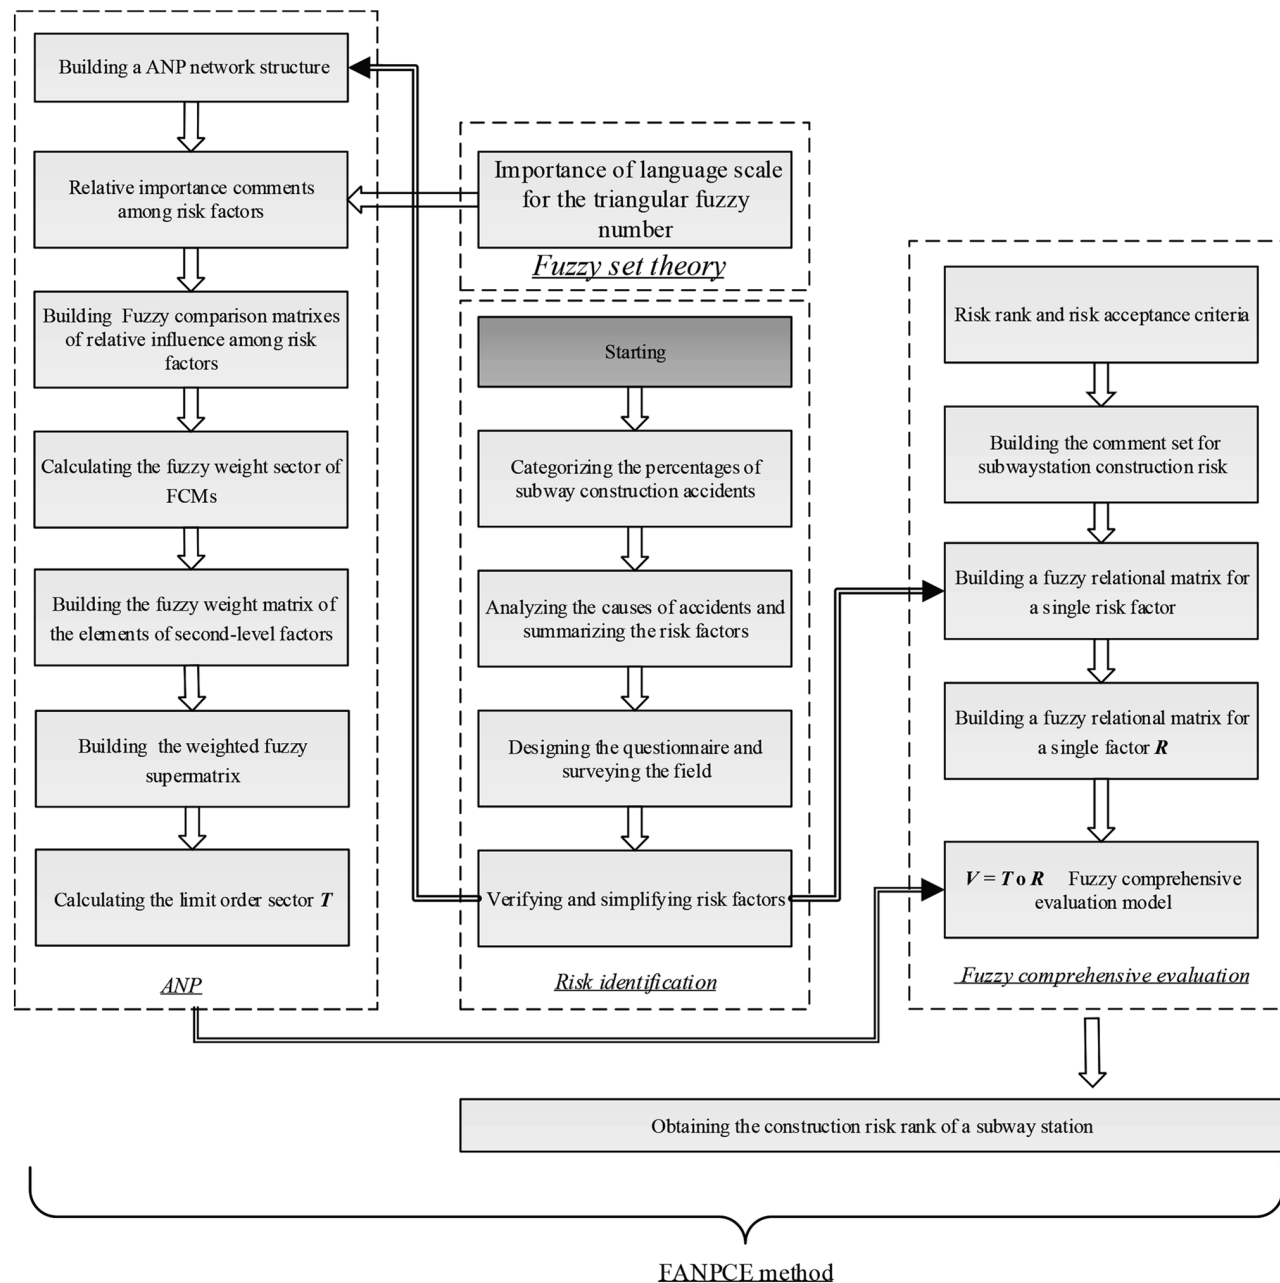 Building a ANP network structure
Relative importance comments
among risk factors
Building Fuzzy comparison matrixes
of relative influence among risk
factors
Calculating the fuzzy weight sector of
FCMs
Building the fuzzy weight matrix of
the elements of second-level factors
Building the weighted fuzzy
supermatrix
Calculating the limit order sector T
ANP
Importance of language scale
for the triangular fuzzy
number
Fuzzy set theory
Starting
Categorizing the percentages of
subway construction accidents
Analyzing the causes of accidents and
summarizing the risk factors
Designing the questionnaire and
surveying the field
Verifying and simplifying risk factors
Risk identification
Risk rank and risk acceptance criteria
Building the comment set for
subwaystation construction risk
Building a fuzzy relational matrix for
a single risk factor
Building a fuzzy relational matrix for
a single factor R
V = T o R Fuzzy comprehensive
evaluation model
Fuzzy comprehensive evaluation
Obtaining the construction risk rank of a subway station
FANPCE method